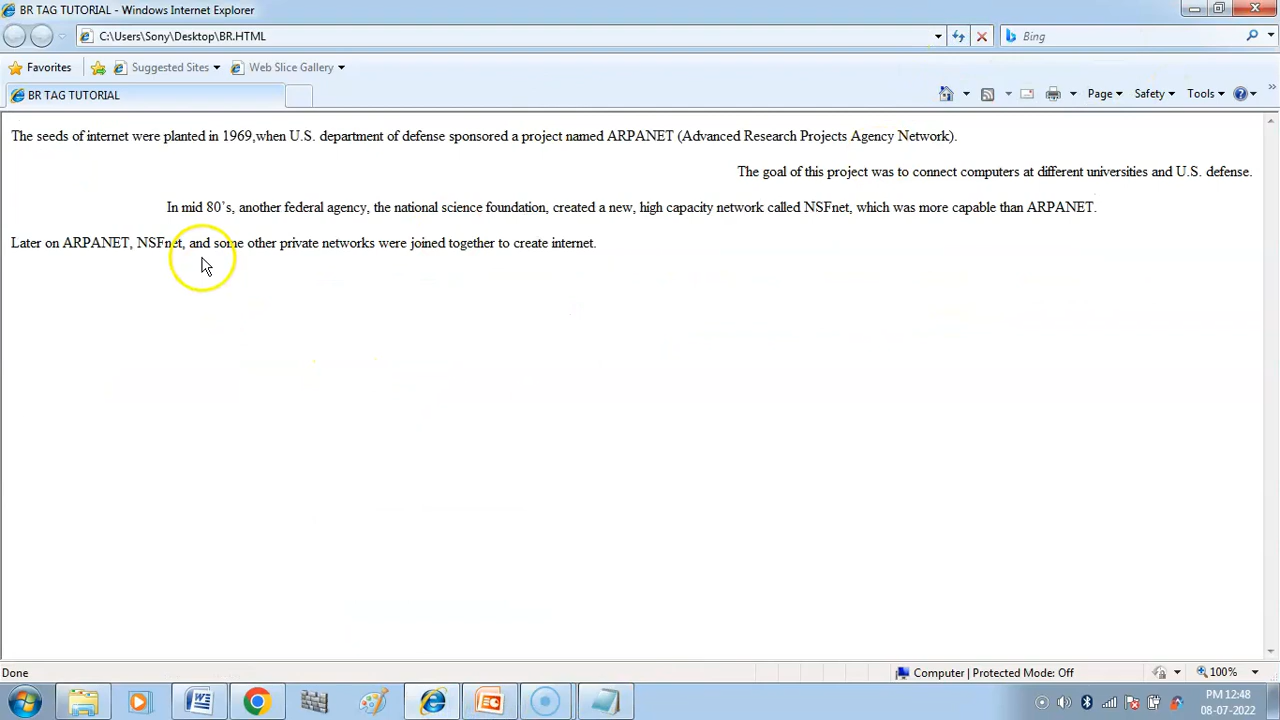 BR TAG TUTORIAL - Windows Internet Explorer
C:\Users\Sony\Desktop\BR.HTML
Bing
Favorites
Suggested Sites
Web Slice Gallery
BR TAG TUTORIAL
Page
Safety
Tools
The seeds of internet were planted in 1969,when U.S. department of defense sponsored a project named ARPANET (Advanced Research Projects Agency Network).
The goal of this project was to connect computers at different universities and U.S. defense.
In mid 80's, another federal agency, the national science foundation, created a new, high capacity network called NSFnet, which was more capable than ARPANET.
Later on ARPANET, NSFnet, and some other private networks were joined together to create internet.
Done
Computer | Protected Mode: Off
100%
PM 12:48
08-07-2022